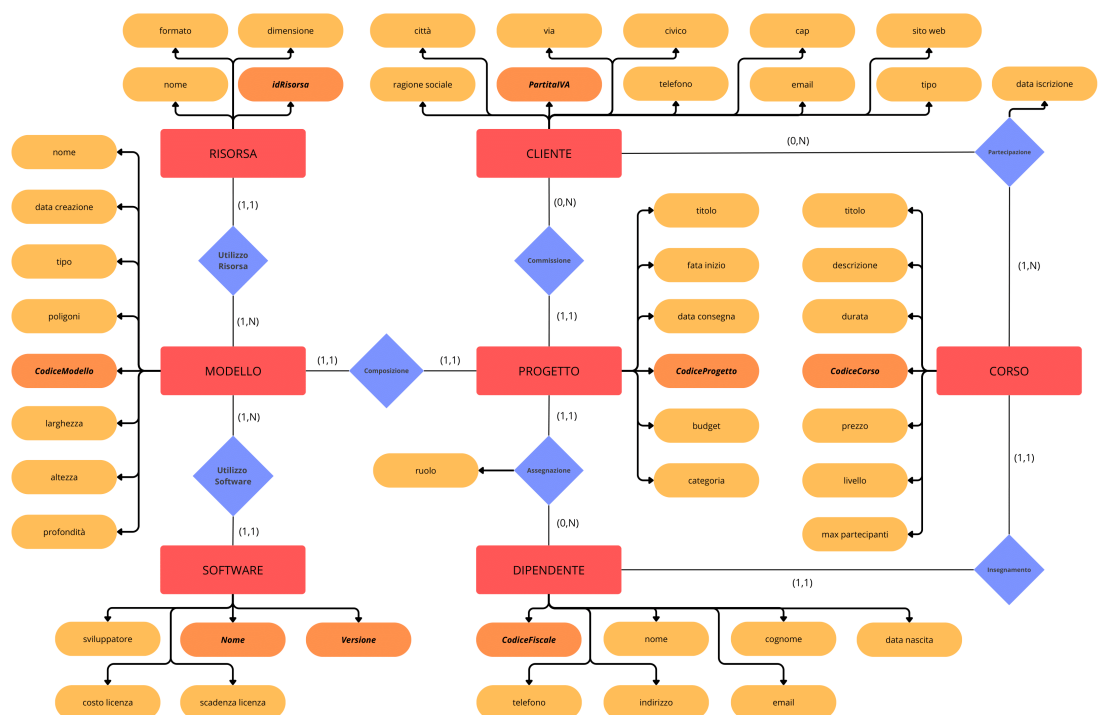 formato
dimensione
città
via
civico
cap
sito web
nome
idRisorsa
ragione sociale
PartitaIVA
telefono
email
tipo
data iscrizione
nome
RISORSA
CLIENTE
(0,N)
Partecipazione
data creazione
(1,1)
(0,N)
titolo
titolo
tipo
Utilizzo
Risorsa
Commissione
fata inizio
descrizione
(1,N)
poligoni
(1,N)
(1,1)
data consegna
durata
CodiceModello
MODELLO
(1,1)
Composizione
(1,1)
PROGETTO
CodiceProgetto
CodiceCorso
CORSO
larghezza
(1,N)
(1,1)
budget
prezzo
altezza
Utilizzo
Software
ruolo
Assegnazione
categoria
livello
(1,1)
profondità
(1,1)
(0,N)
max partecipanti
SOFTWARE
DIPENDENTE
(1,1)
Insegnamento
sviluppatore
Nome
Versione
CodiceFiscale
nome
cognome
data nascita
costo licenza
scadenza licenza
telefono
indirizzo
email